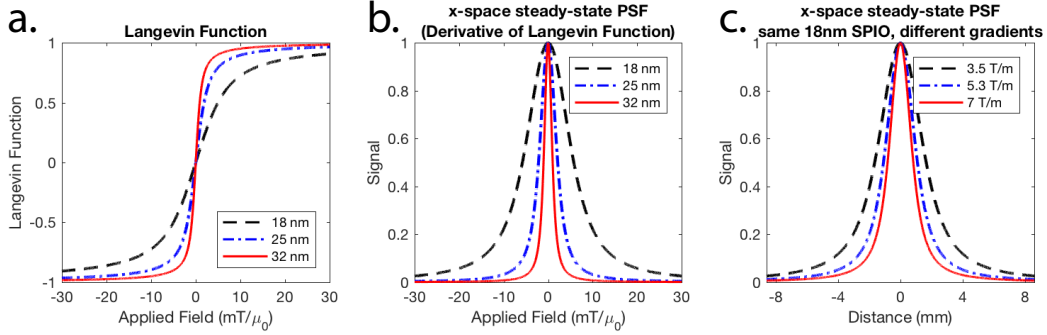 a.
Langevin Function
Langevin Function
1
0.5
0
-0.5
-1
18 nm
25 nm
32 nm
-30
-20
-10
0
10
20
30
Applied Field (mT/μ₀)
b.
x-space steady-state PSF
(Derivative of Langevin Function)
Signal
1
0.8
0.6
0.4
0.2
0
18 nm
25 nm
32 nm
-30
-20
-10
0
10
20
30
Applied Field (mT/μ₀)
c.
x-space steady-state PSF
same 18nm SPIO, different gradients
Signal
1
0.8
0.6
0.4
0.2
0
3.5 T/m
5.3 T/m
7 T/m
-8
-4
0
4
8
Distance (mm)